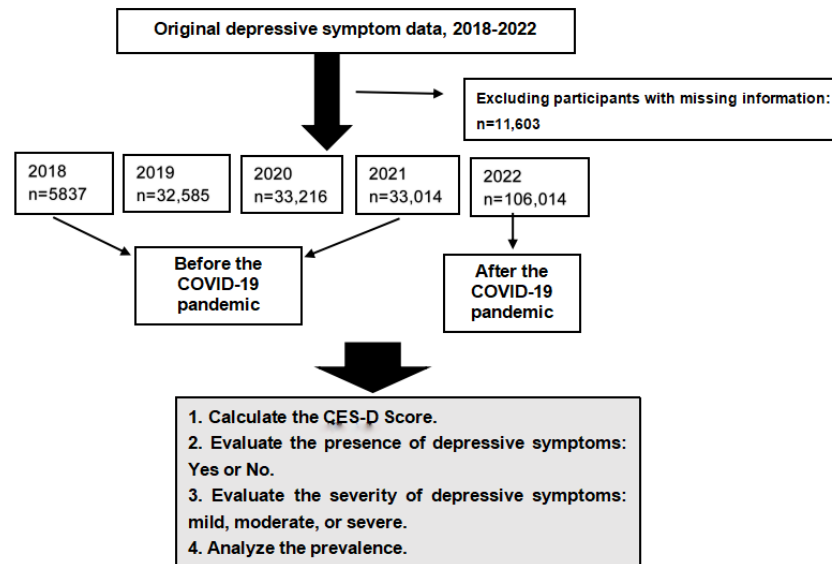 Original depressive symptom data, 2018-2022
Excluding participants with missing information:
n=11,603
2018
n=5837
2019
n=32,585
2020
n=33,216
2021
n=33,014
2022
n=106,014
Before the
COVID-19
pandemic
After the
COVID-19
pandemic
1. Calculate the CES-D Score.
2. Evaluate the presence of depressive symptoms:
Yes or No.
3. Evaluate the severity of depressive symptoms:
mild, moderate, or severe.
4. Analyze the prevalence.